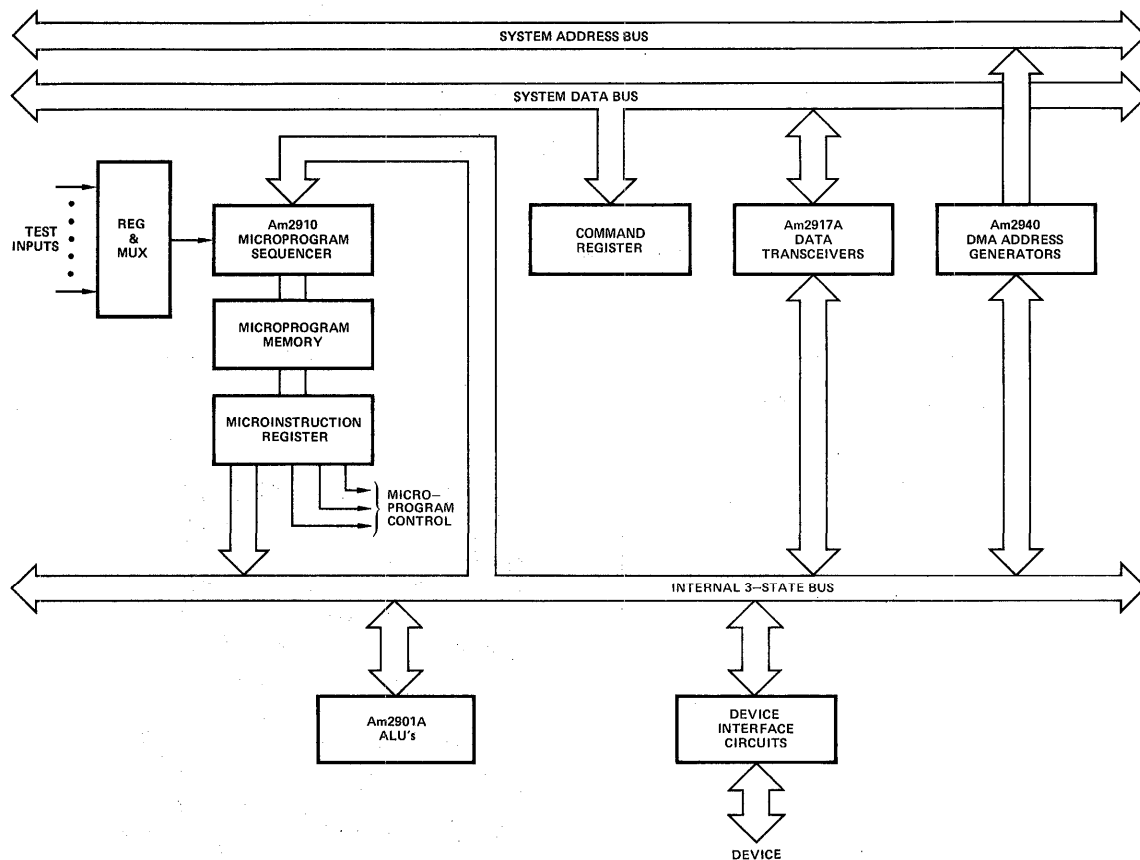 SYSTEM ADDRESS BUS
SYSTEM DATA BUS
TEST
INPUTS
REG
&
MUX
Am2910
MICROPROGRAM
SEQUENCER
COMMAND
REGISTER
Am2917A
DATA
TRANSCEIVERS
Am2940
DMA ADDRESS
GENERATORS
MICROPROGRAM
MEMORY
MICROINSTRUCTION
REGISTER
MICRO–
PROGRAM
CONTROL
INTERNAL 3–STATE BUS
Am2901A
ALU's
DEVICE
INTERFACE
CIRCUITS
DEVICE